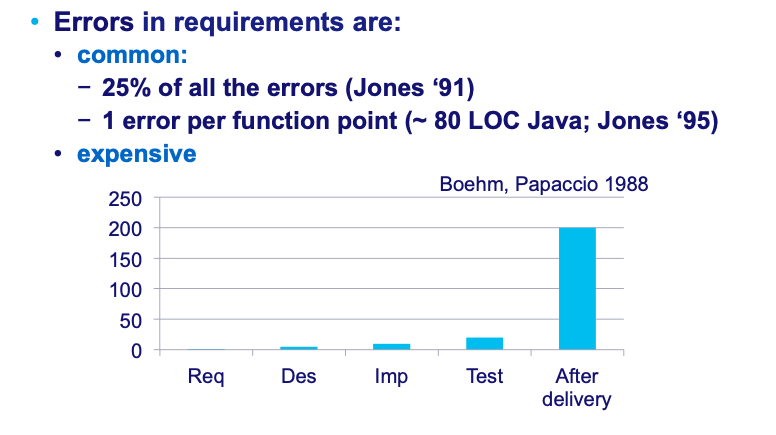 • Errors in requirements are:
• common:
– 25% of all the errors (Jones ‘91)
– 1 error per function point (~ 80 LOC Java; Jones ‘95)
• expensive
Boehm, Papaccio 1988
250
200
150
100
50
0
Req Des Imp Test After
delivery